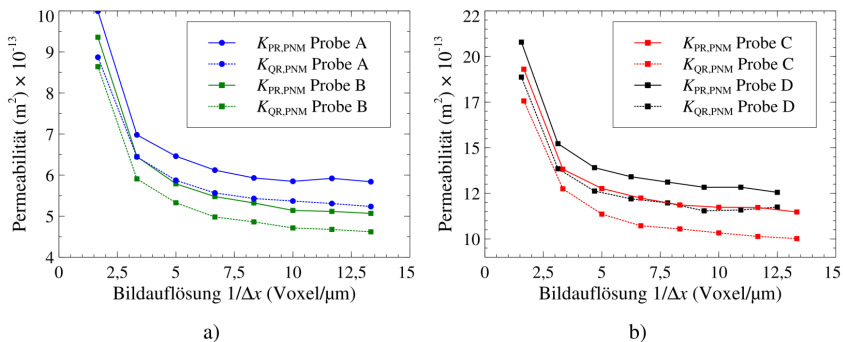 Permeabilität (m²) × 10⁻¹³
10
9
8
7
6
5
4
0
2,5
5
7,5
10
12,5
15
Bildauflösung 1/Δx (Voxel/µm)
K_PR,PNM Probe A
K_QR,PNM Probe A
K_PR,PNM Probe B
K_QR,PNM Probe B
a)
Permeabilität (m²) × 10⁻¹³
22
20
17
15
12
10
0
2,5
5
7,5
10
12,5
15
Bildauflösung 1/Δx (Voxel/µm)
K_PR,PNM Probe C
K_QR,PNM Probe C
K_PR,PNM Probe D
K_QR,PNM Probe D
b)